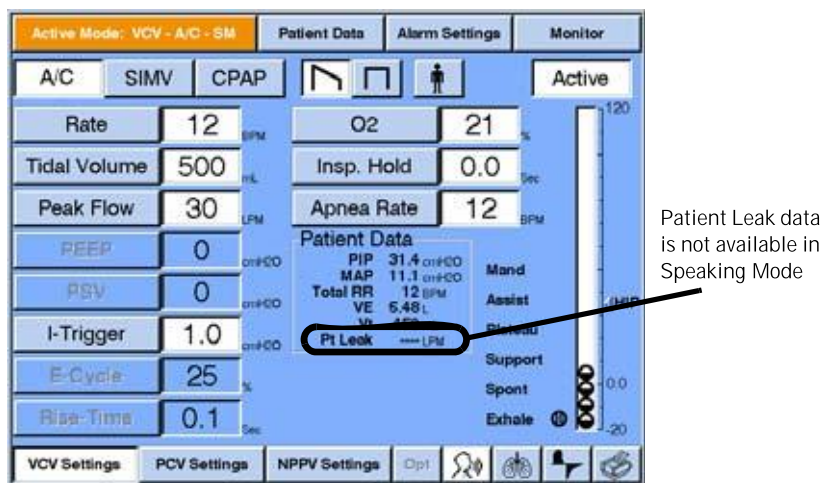 Active Mode: VCV - A/C - SM Patient Data Alarm Settings Monitor
A/C SIMV CPAP Active
120
Rate 12 BPM O2 21 %
Tidal Volume 500 mL Insp. Hold 0.0 Sec
Peak Flow 30 LPM Apnea Rate 12 BPM
Patient Data
PEEP 0 cmH2O PIP 31.4 cmH2O
MAP 11.1 cmH2O Mand
PSV 0 cmH2O Total RR 12 BPM Assist
VE 6.48 L
Vt
I-Trigger 1.0 cmH2O Pt Leak ---- LPM Plateau
Support
E-Cycle 25 % Spont 0.0
Rise-Time 0.1 Sec Exhale -20
VCV Settings PCV Settings NPPV Settings Opt
Patient Leak data
is not available in
Speaking Mode